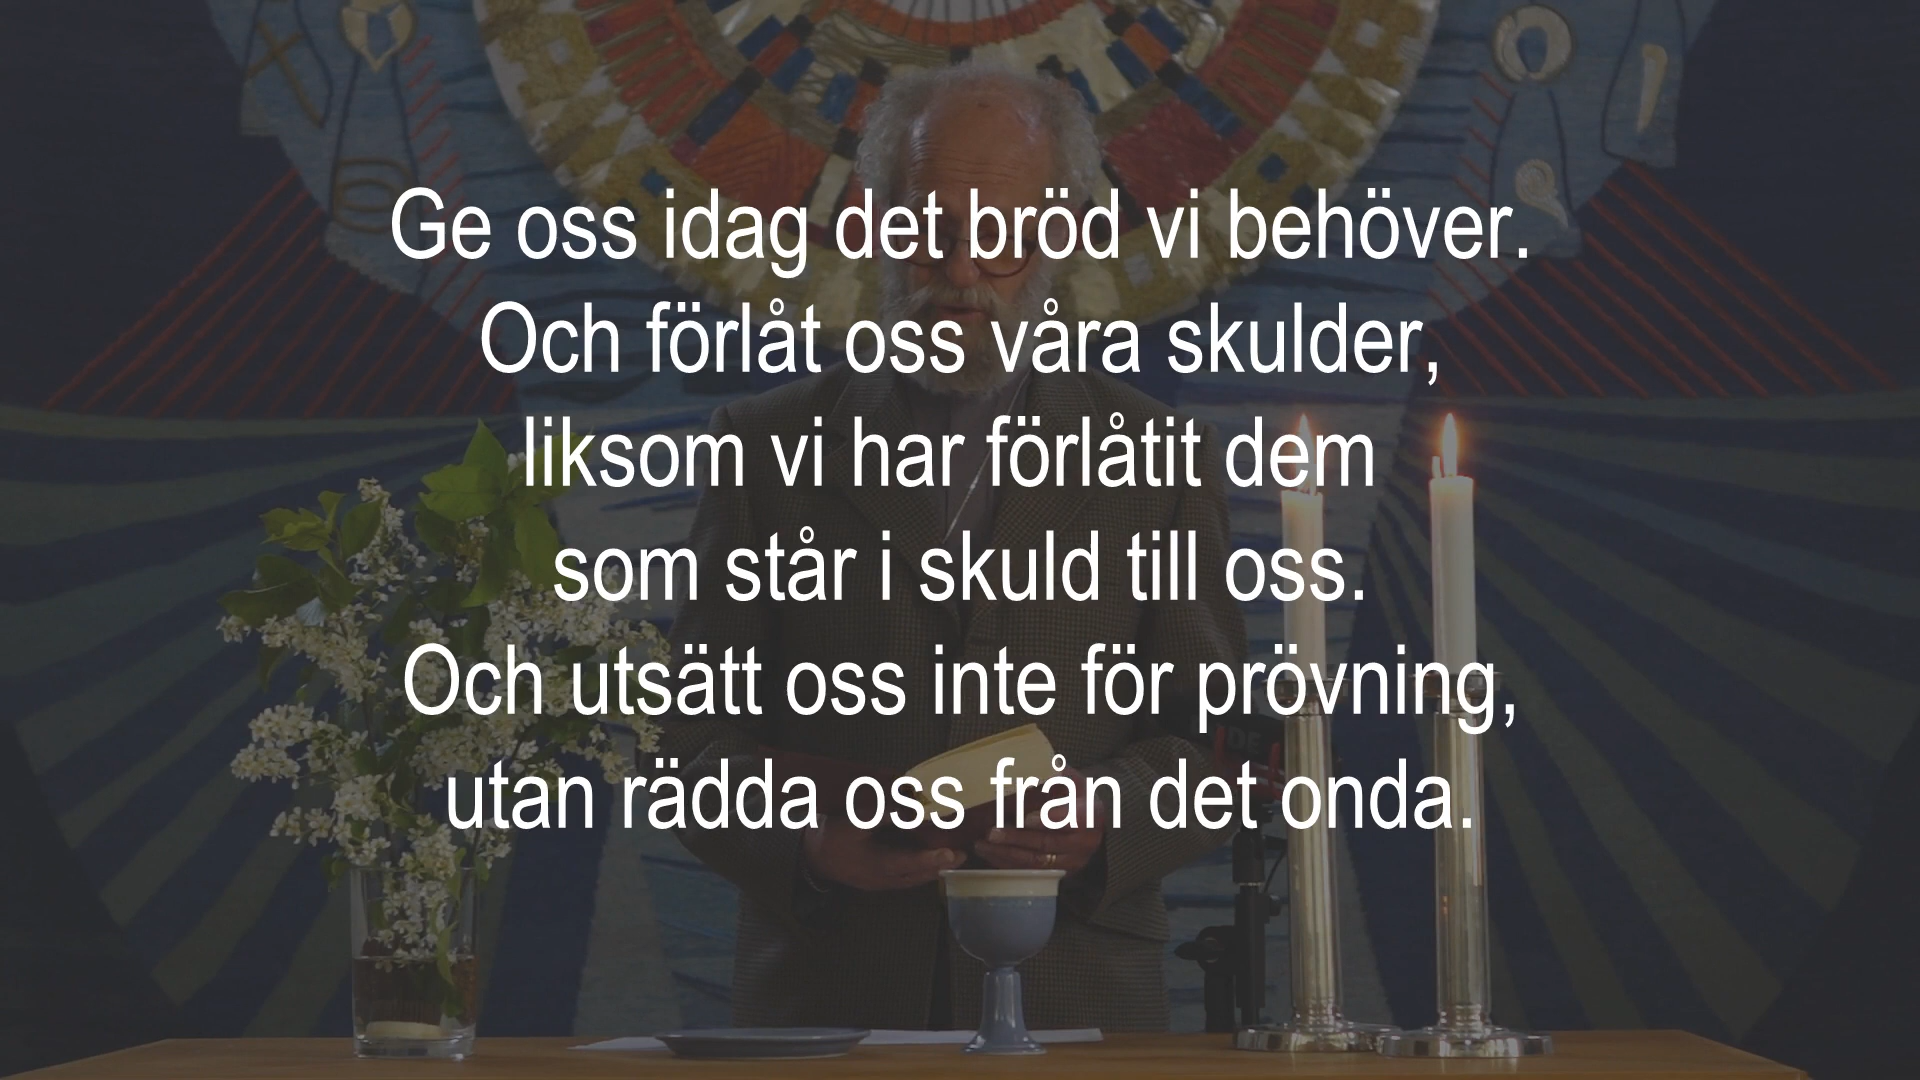 Ge oss idag det bröd vi behöver.
Och förlåt oss våra skulder,
liksom vi har förlåtit dem
som står i skuld till oss.
Och utsätt oss inte för prövning,
utan rädda oss från det onda.